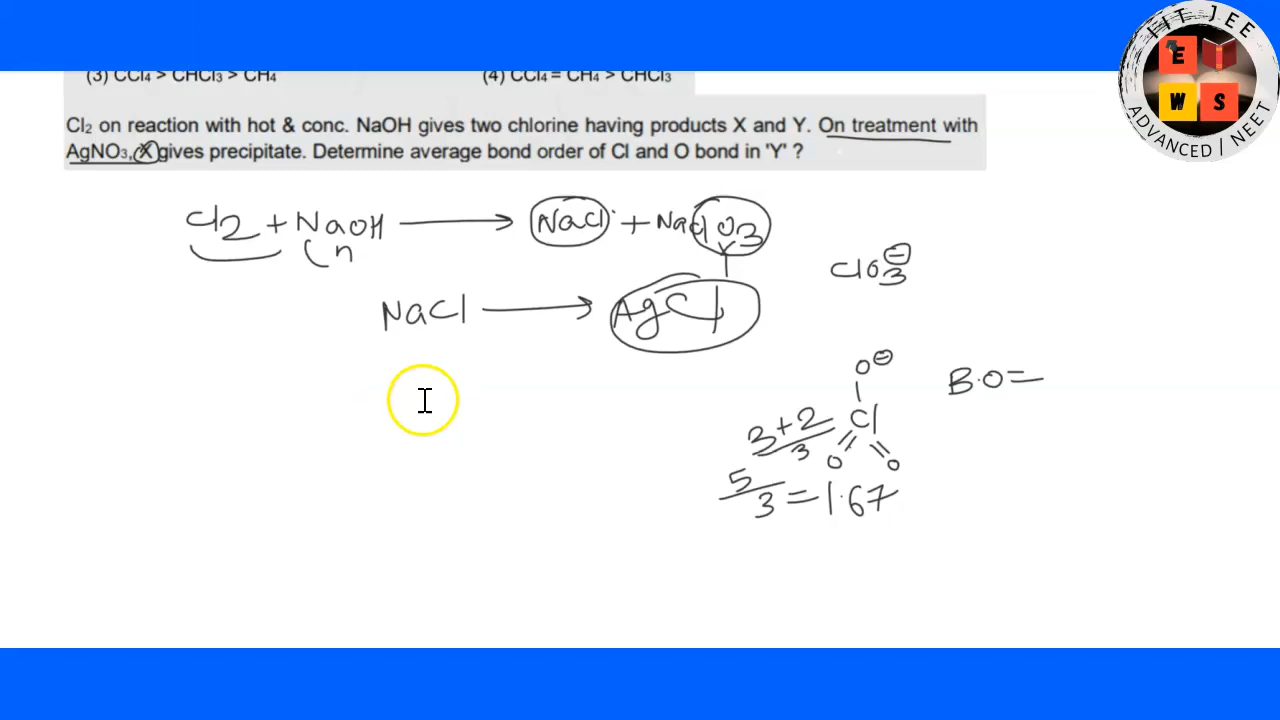 (3) CCl4 > CHCl3 > CH4
(4) CCl4 = CH4 > CHCl3
Cl2 on reaction with hot & conc. NaOH gives two chlorine having products X and Y. On treatment with
AgNO3, X gives precipitate. Determine average bond order of Cl and O bond in 'Y' ?
Cl2 + NaOH → NaCl + NaClO3
n
Y
ClO3⊖
NaCl → AgCl
O⊖
B.O=
Cl
3+2
3
O O
5
3 = 1.67
IIT JEE
E
W S
ADVANCED | NEET